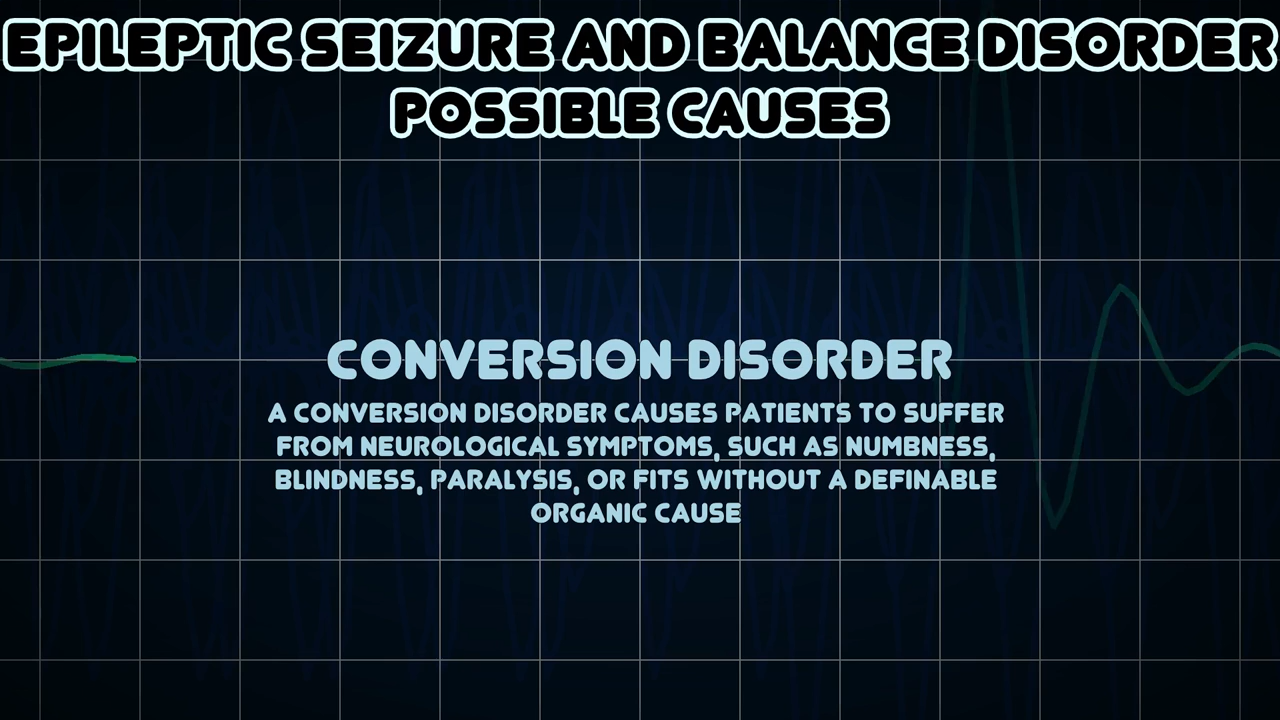 EPILEPTIC SEIZURE AND BALANCE DISORDER
POSSIBLE CAUSES
CONVERSION DISORDER
A CONVERSION DISORDER CAUSES PATIENTS TO SUFFER
FROM NEUROLOGICAL SYMPTOMS, SUCH AS NUMBNESS,
BLINDNESS, PARALYSIS, OR FITS WITHOUT A DEFINABLE
ORGANIC CAUSE